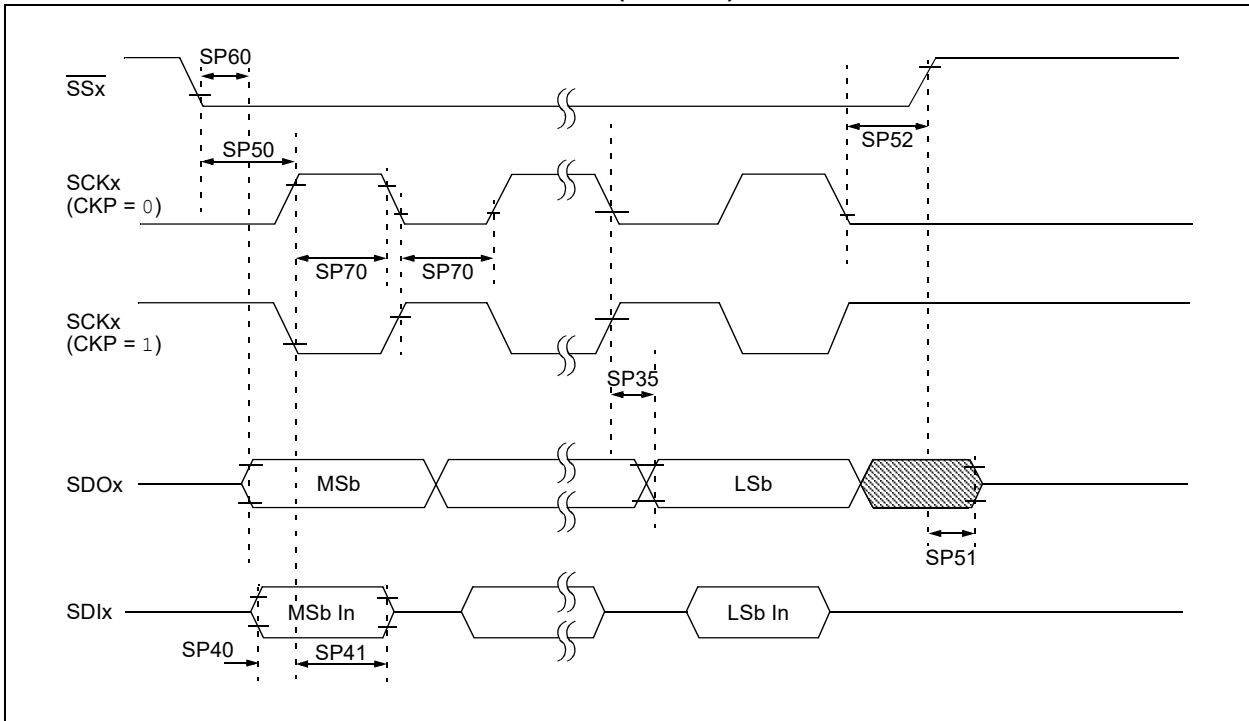 SP60
SSx
SP52
SP50
SCKx
(CKP = 0)
SP70
SP70
SCKx
(CKP = 1)
SP35
SDOx
MSb
LSb
SP51
SDIx
MSb In
LSb In
SP40
SP41